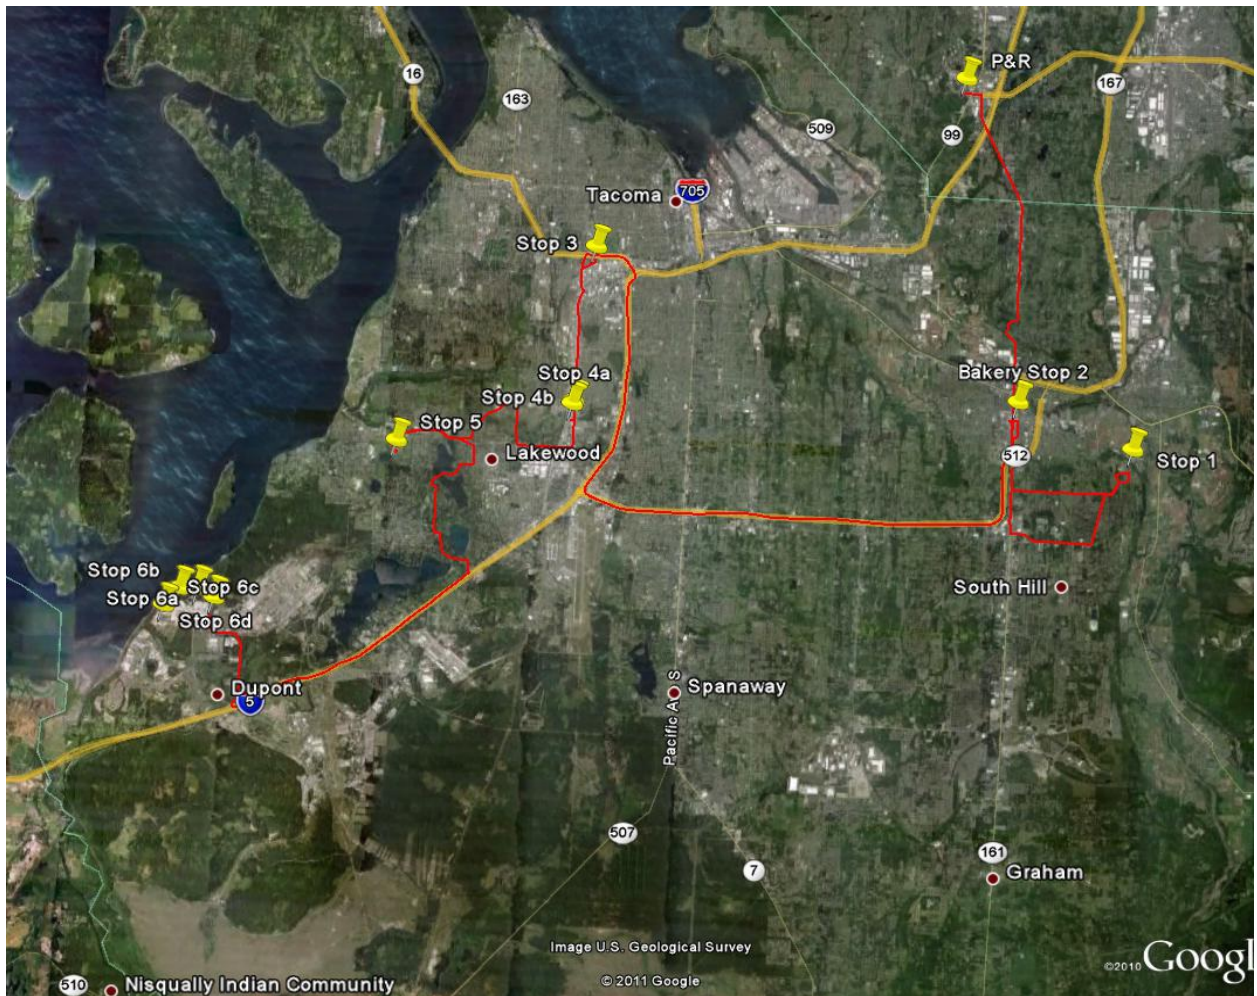 P&R
16
167
163
509
99
Tacoma
705
Stop 3
Stop 4a
Bakery Stop 2
Stop 4b
Stop 5
Lakewood
512
Stop 1
Stop 6b
Stop 6c
Stop 6a
South Hill
Stop 6d
Dupont
5
Spanaway
Pacific Av S
507
161
7
Graham
Image U.S. Geological Survey
© 2011 Google
©2010 Googl
510
Nisqually Indian Community